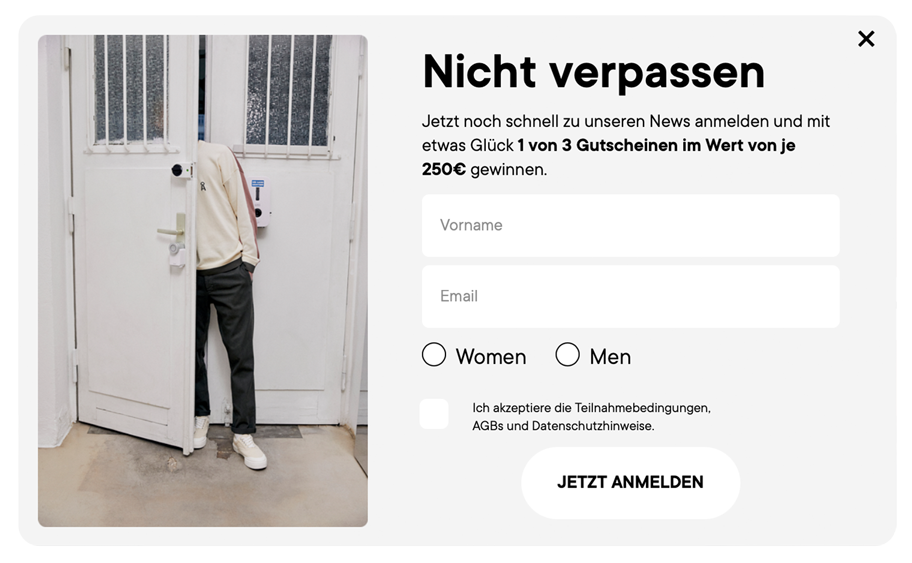 Nicht verpassen
Jetzt noch schnell zu unseren News anmelden und mit
etwas Glück 1 von 3 Gutscheinen im Wert von je
250€ gewinnen.
Vorname
Email
Women
Men
Ich akzeptiere die Teilnahmebedingungen,
AGBs und Datenschutzhinweise.
JETZT ANMELDEN